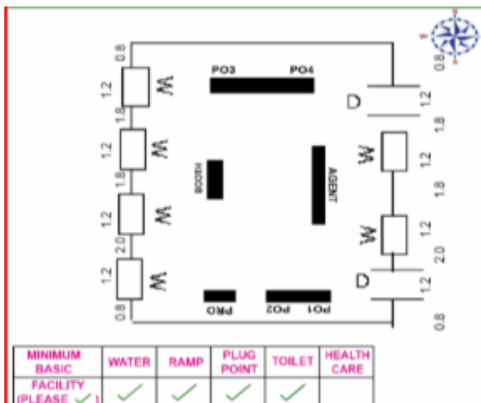 0.8
0.8
PO3 PO4
1.2 W D 1.2
1.8 1.8
1.2 W BOOTH AGENT W 1.2
1.8 1.8
1.2 W W 1.2
2.0 2.0
1.2 W D 1.2
PRO PO2 PO1
0.8 0.8
MINIMUM BASIC WATER RAMP PLUG POINT TOILET HEALTH CARE
FACILITY (PLEASE ✓) ✓ ✓ ✓ ✓